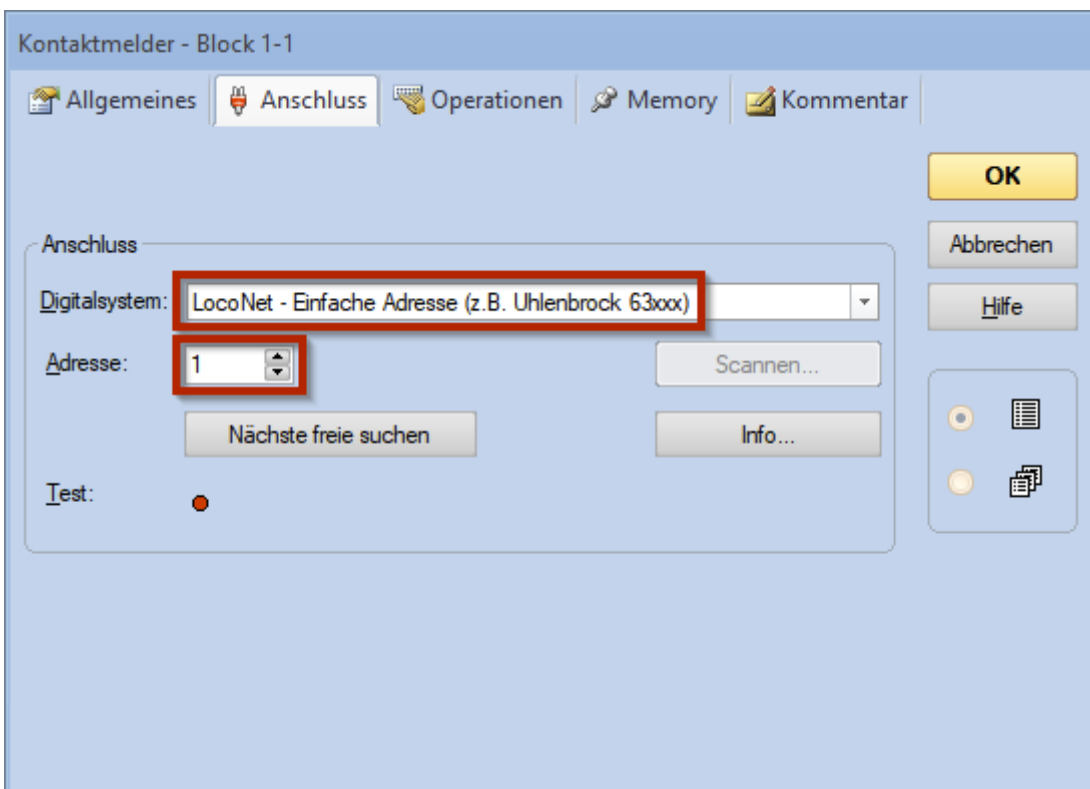 Kontaktmelder - Block 1-1
Allgemeines Anschluss Operationen Memory Kommentar
OK
Anschluss
Abbrechen
Digitalsystem: LocoNet - Einfache Adresse (z.B. Uhlenbrock 63xxx)
Hilfe
Adresse: 1 Scannen...
Nächste freie suchen Info...
Test: